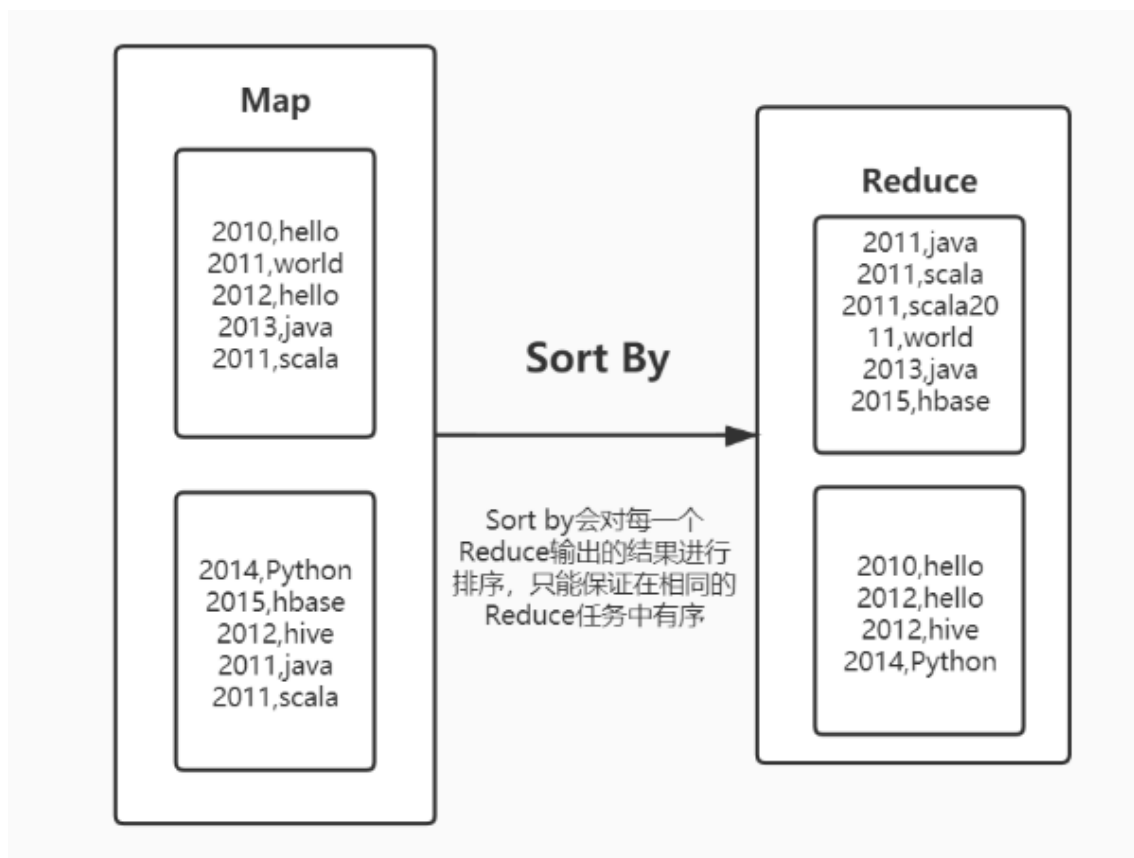 Map
2010,hello
2011,world
2012,hello
2013,java
2011,scala
2014,Python
2015,hbase
2012,hive
2011,java
2011,scala
Sort By
Sort by会对每一个
Reduce输出的结果进行
排序，只能保证在相同的
Reduce任务中有序
Reduce
2011,java
2011,scala
2011,scala20
11,world
2013,java
2015,hbase
2010,hello
2012,hello
2012,hive
2014,Python